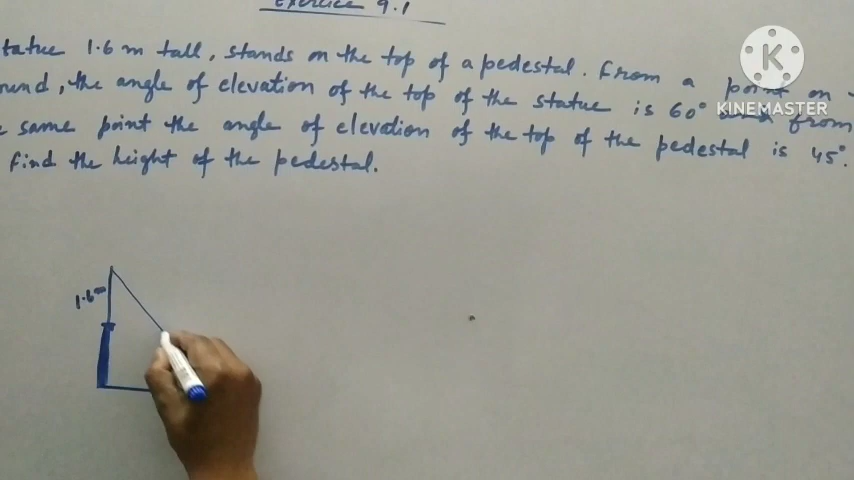 Exercise 9.1
tatue 1.6 m tall, stands on the top of a pedestal. From a point on
ound, the angle of elevation of the top of the statue is 60° and from
same point the angle of elevation of the top of the pedestal is 45°.
Find the height of the pedestal.
1.6m
K
KINEMASTER